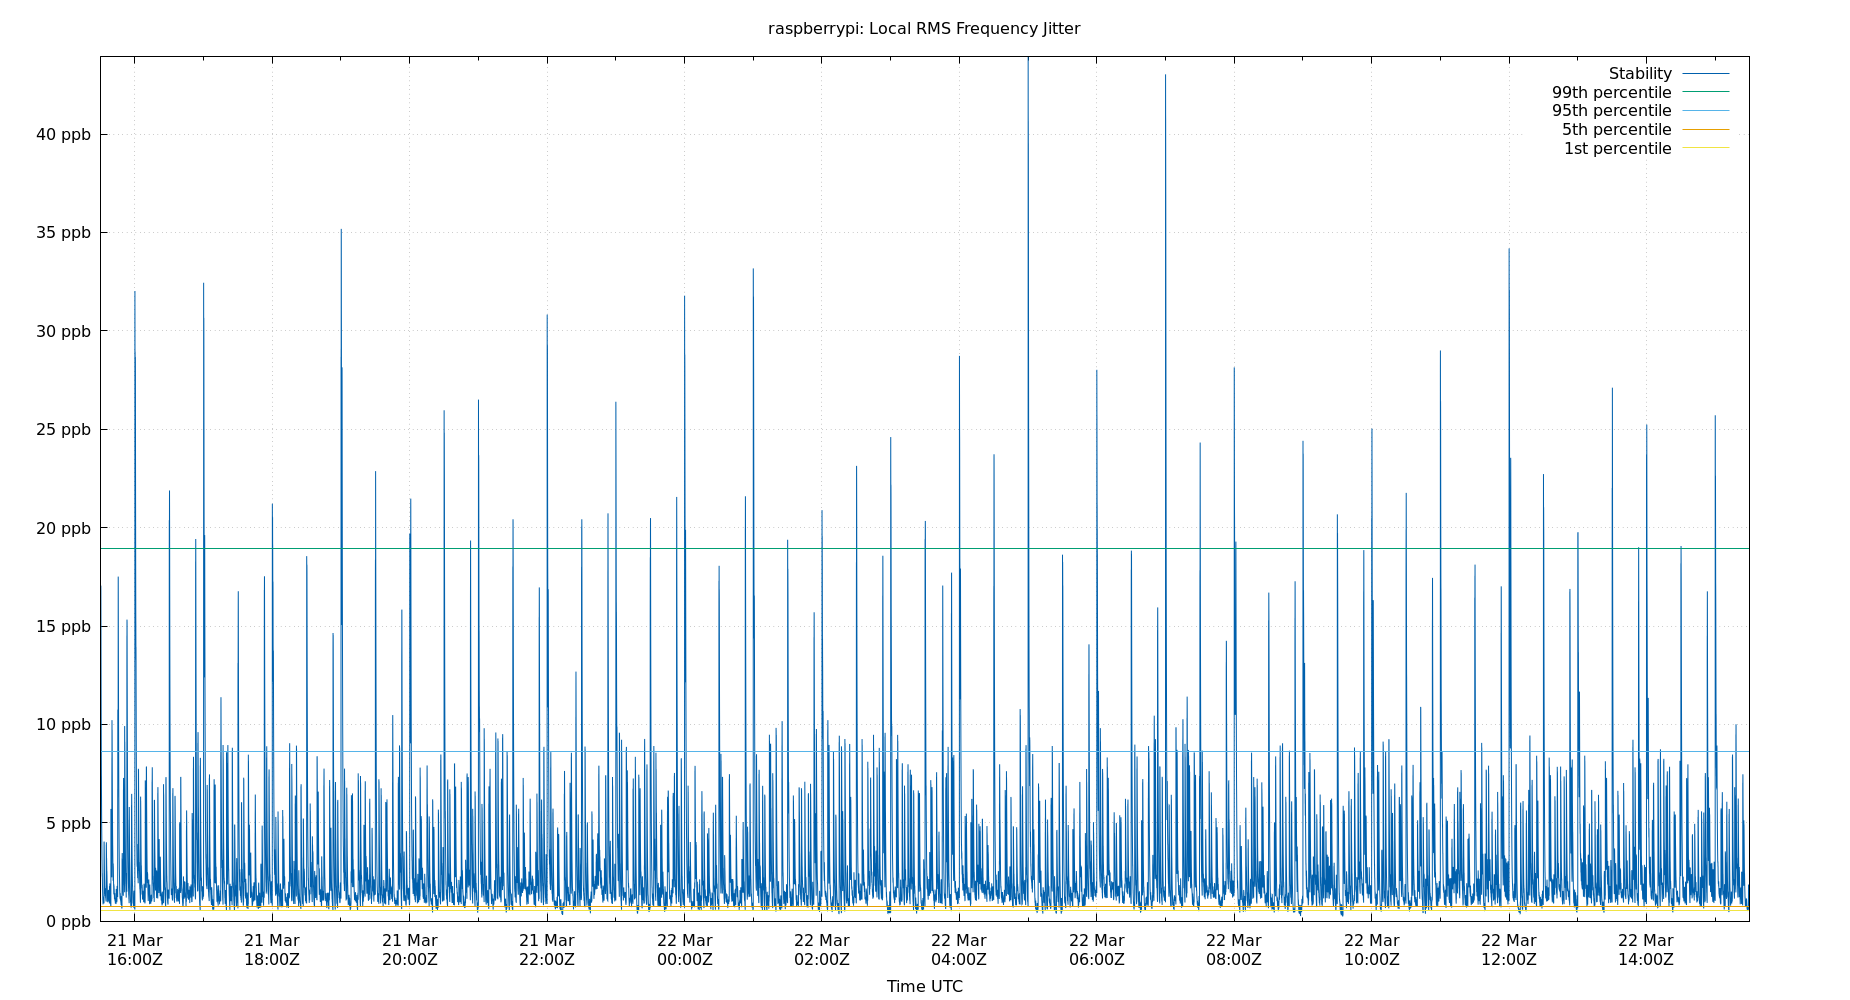 raspberrypi: Local RMS Frequency Jitter
Stability
99th percentile
95th percentile
5th percentile
1st percentile
40 ppb
35 ppb
30 ppb
25 ppb
20 ppb
15 ppb
10 ppb
5 ppb
0 ppb
21 Mar 21 Mar 21 Mar 21 Mar 22 Mar 22 Mar 22 Mar 22 Mar 22 Mar 22 Mar 22 Mar 22 Mar
16:00Z 18:00Z 20:00Z 22:00Z 00:00Z 02:00Z 04:00Z 06:00Z 08:00Z 10:00Z 12:00Z 14:00Z
Time UTC